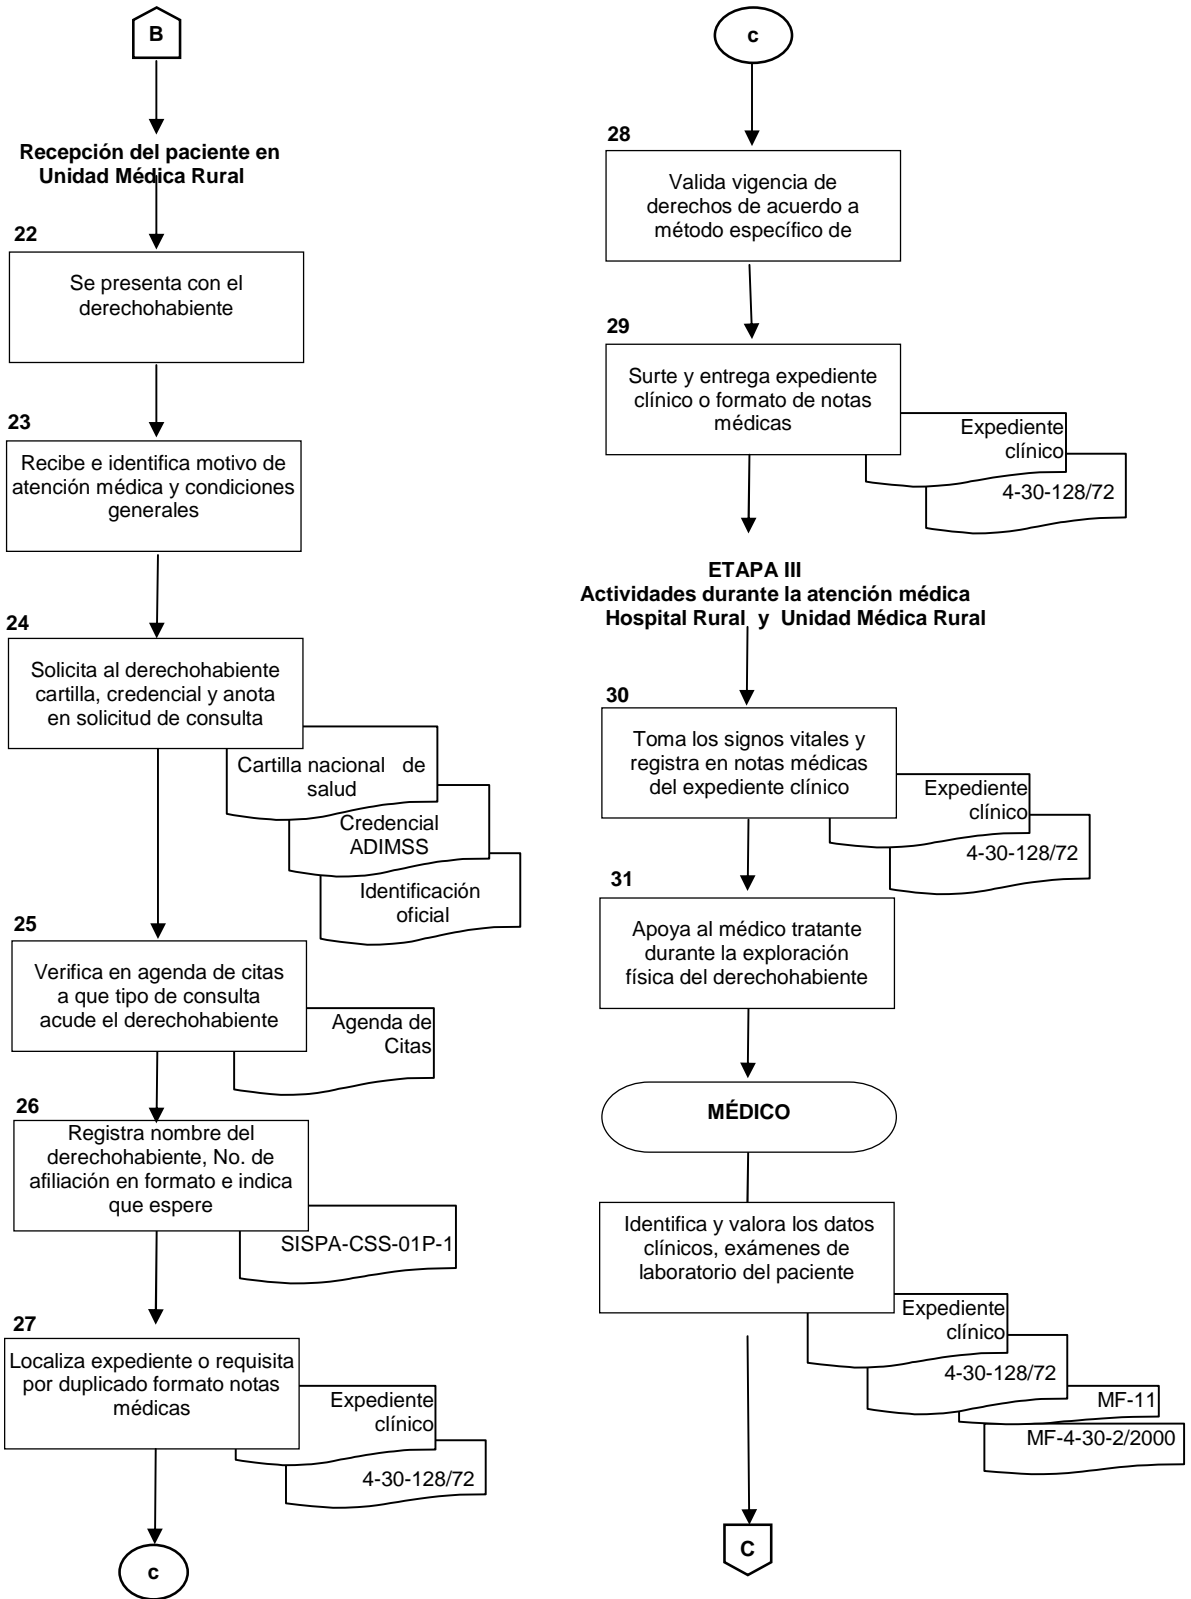 B
Recepción del paciente en
Unidad Médica Rural
22
Se presenta con el
derechohabiente
23
Recibe e identifica motivo de
atención médica y condiciones
generales
24
Solicita al derechohabiente
cartilla, credencial y anota
en solicitud de consulta
Cartilla nacional de
salud
Credencial
ADIMSS
Identificación
oficial
25
Verifica en agenda de citas
a que tipo de consulta
acude el derechohabiente
Agenda de
Citas
26
Registra nombre del
derechohabiente, No. de
afiliación en formato e indica
que espere
SISPA-CSS-01P-1
27
Localiza expediente o requisita
por duplicado formato notas
médicas
Expediente
clínico
4-30-128/72
c
c
28
Valida vigencia de
derechos de acuerdo a
método específico de
29
Surte y entrega expediente
clínico o formato de notas
médicas
Expediente
clínico
4-30-128/72
ETAPA III
Actividades durante la atención médica
Hospital Rural y Unidad Médica Rural
30
Toma los signos vitales y
registra en notas médicas
del expediente clínico
Expediente
clínico
4-30-128/72
31
Apoya al médico tratante
durante la exploración
física del derechohabiente
MÉDICO
Identifica y valora los datos
clínicos, exámenes de
laboratorio del paciente
Expediente
clínico
4-30-128/72
MF-11
MF-4-30-2/2000
C